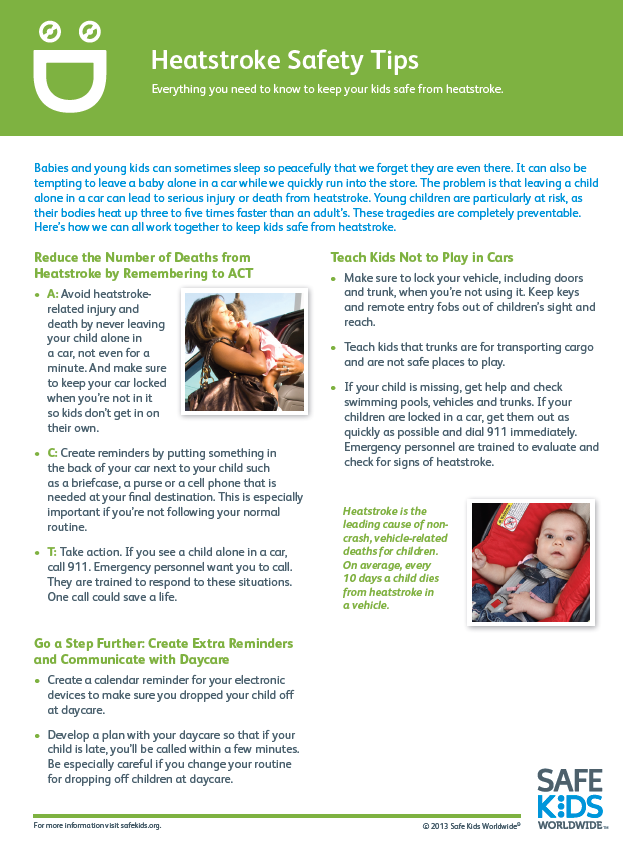 Heatstroke Safety Tips
Everything you need to know to keep your kids safe from heatstroke.
Babies and young kids can sometimes sleep so peacefully that we forget they are even there. It can also be
tempting to leave a baby alone in a car while we quickly run into the store. The problem is that leaving a child
alone in a car can lead to serious injury or death from heatstroke. Young children are particularly at risk, as
their bodies heat up three to five times faster than an adult's. These tragedies are completely preventable.
Here's how we can all work together to keep kids safe from heatstroke.
Reduce the Number of Deaths from
Heatstroke by Remembering to ACT
• A: Avoid heatstroke-
related injury and
death by never leaving
your child alone in
a car, not even for a
minute. And make sure
to keep your car locked
when you're not in it
so kids don't get in on
their own.
• C: Create reminders by putting something in
the back of your car next to your child such
as a briefcase, a purse or a cell phone that is
needed at your final destination. This is especially
important if you're not following your normal
routine.
• T: Take action. If you see a child alone in a car,
call 911. Emergency personnel want you to call.
They are trained to respond to these situations.
One call could save a life.
Go a Step Further: Create Extra Reminders
and Communicate with Daycare
• Create a calendar reminder for your electronic
devices to make sure you dropped your child off
at daycare.
• Develop a plan with your daycare so that if your
child is late, you'll be called within a few minutes.
Be especially careful if you change your routine
for dropping off children at daycare.
Teach Kids Not to Play in Cars
• Make sure to lock your vehicle, including doors
and trunk, when you're not using it. Keep keys
and remote entry fobs out of children's sight and
reach.
• Teach kids that trunks are for transporting cargo
and are not safe places to play.
• If your child is missing, get help and check
swimming pools, vehicles and trunks. If your
children are locked in a car, get them out as
quickly as possible and dial 911 immediately.
Emergency personnel are trained to evaluate and
check for signs of heatstroke.
Heatstroke is the
leading cause of non-
crash, vehicle-related
deaths for children.
On average, every
10 days a child dies
from heatstroke in
a vehicle.
For more information visit safekids.org.
© 2013 Safe Kids Worldwide®
SAFE
KIDS
WORLDWIDE™